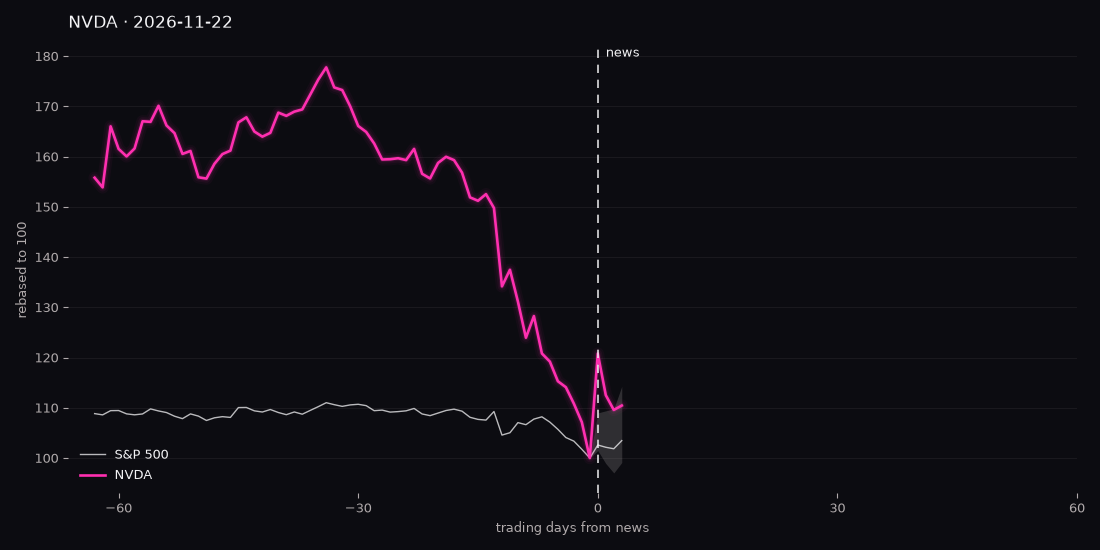 NVDA · 2026-11-22
news
180
170
160
150
140
130
120
110
100
rebased to 100
S&P 500
NVDA
−60
−30
0
30
60
trading days from news